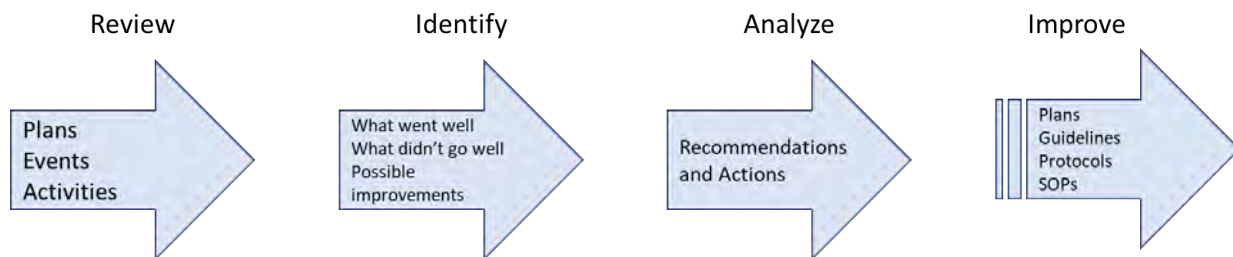 Review
Plans
Events
Activities
Identify
What went well
What didn't go well
Possible
improvements
Analyze
Recommendations
and Actions
Improve
Plans
Guidelines
Protocols
SOPs